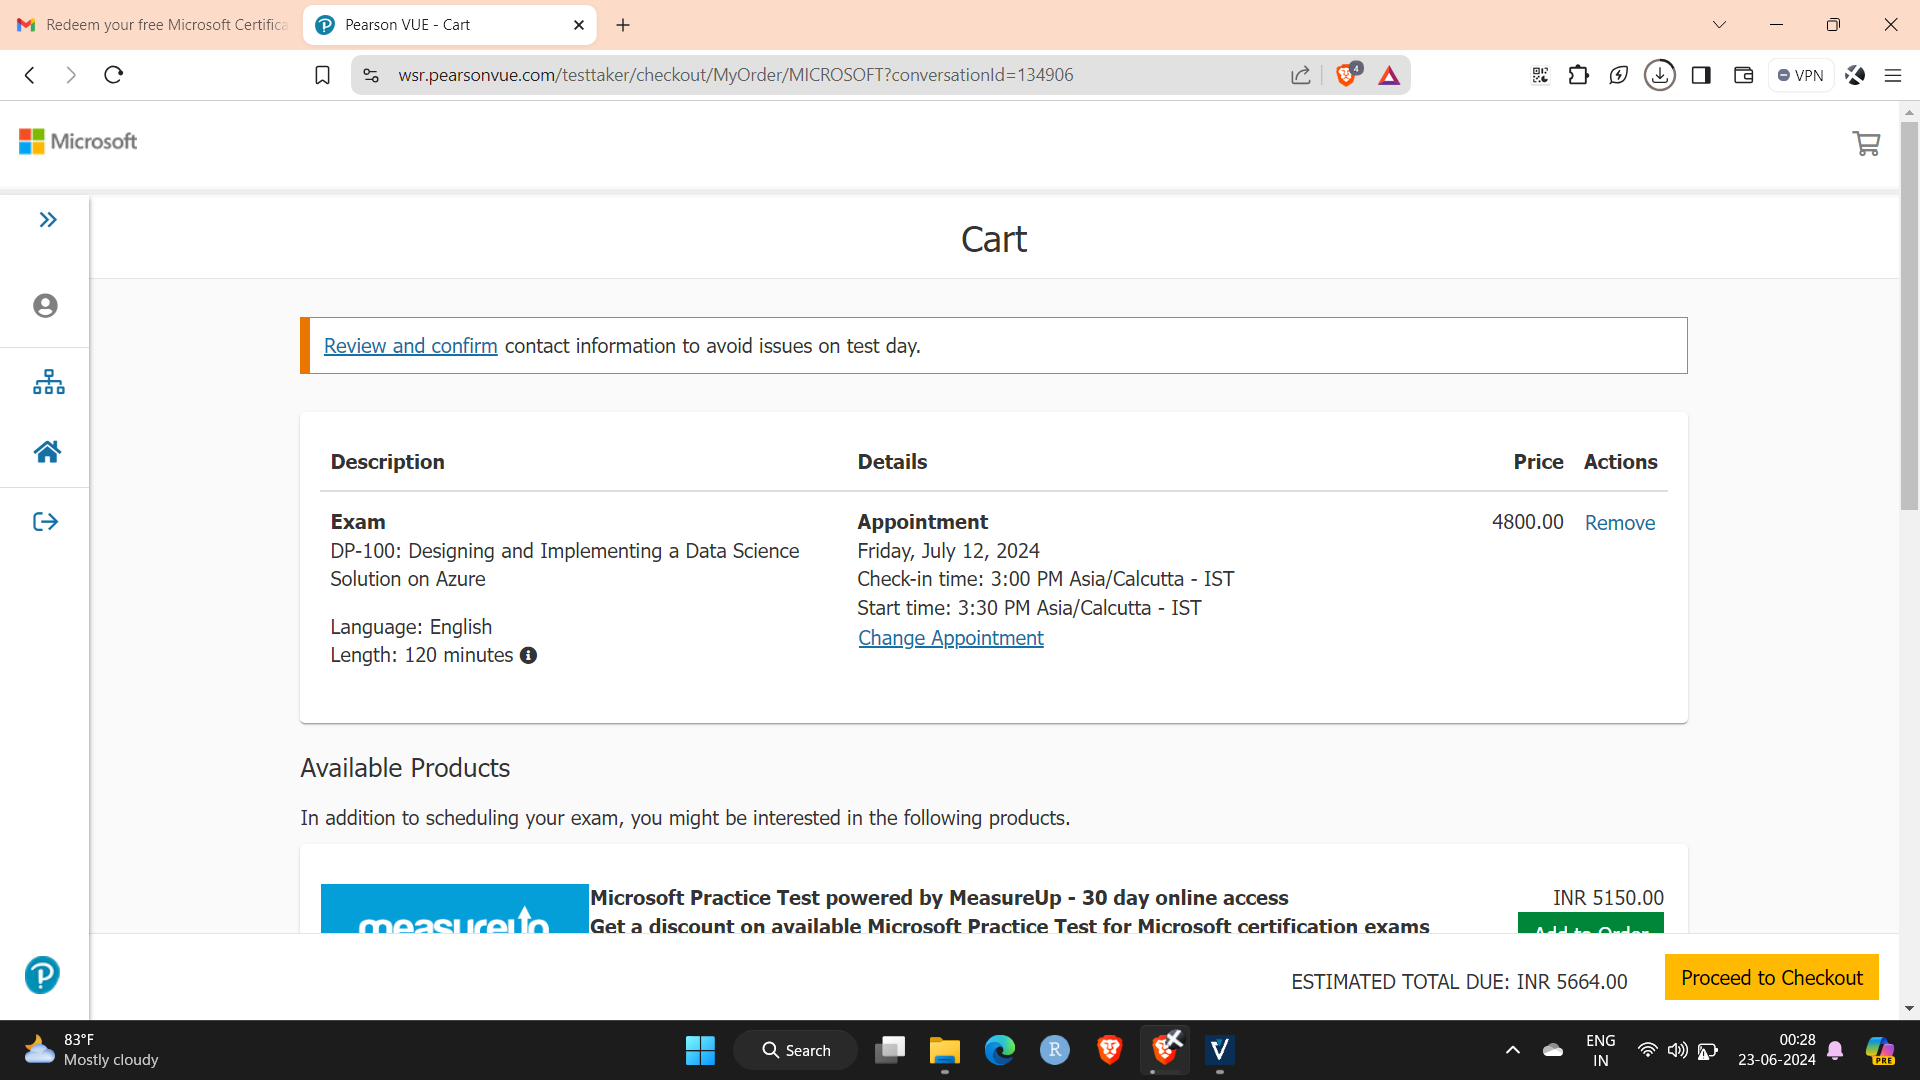 Redeem your free Microsoft Certifica
Pearson VUE - Cart
wsr.pearsonvue.com/testtaker/checkout/MyOrder/MICROSOFT?conversationId=134906
4
VPN
Microsoft
Cart
Review and confirm contact information to avoid issues on test day.
Description Details Price Actions
Exam Appointment 4800.00 Remove
DP-100: Designing and Implementing a Data Science Friday, July 12, 2024
Solution on Azure Check-in time: 3:00 PM Asia/Calcutta - IST
Start time: 3:30 PM Asia/Calcutta - IST
Language: English Change Appointment
Length: 120 minutes
Available Products
In addition to scheduling your exam, you might be interested in the following products.
measureup Microsoft Practice Test powered by MeasureUp - 30 day online access INR 5150.00
Get a discount on available Microsoft Practice Test for Microsoft certification exams Add to Order
ESTIMATED TOTAL DUE: INR 5664.00 Proceed to Checkout
83°F
Mostly cloudy
Search
R
V
ENG
IN
00:28
23-06-2024
PRE